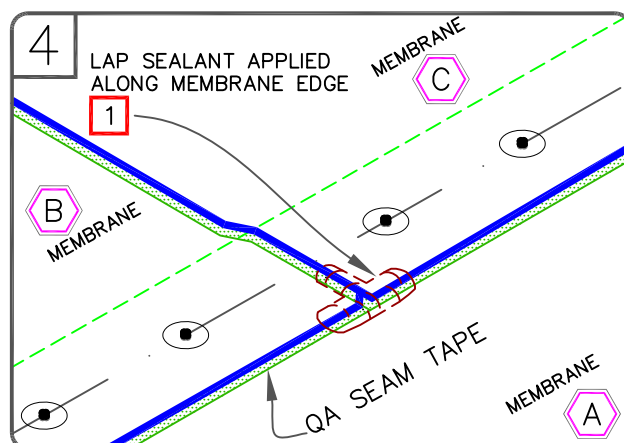 4
LAP SEALANT APPLIED
ALONG MEMBRANE EDGE
1
MEMBRANE
C
B
MEMBRANE
QA SEAM TAPE
MEMBRANE
A